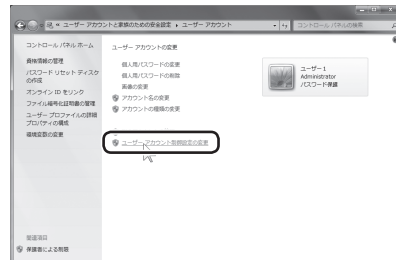 « ユーザー アカウントと家族のための安全設定 ▸ ユーザー アカウント
コントロール パネルの検索
コントロール パネル ホーム
資格情報の管理
パスワード リセット ディスクの作成
オンライン ID をリンク
ファイル暗号化証明書の管理
ユーザー プロファイルの詳細
プロパティの構成
環境変数の変更
ユーザー アカウントの変更
個人用パスワードの変更
個人用パスワードの削除
画像の変更
アカウント名の変更
アカウントの種類の変更
ユーザー アカウント制御設定の変更
ユーザー1
Administrator
パスワード保護
関連項目
保護者による制限